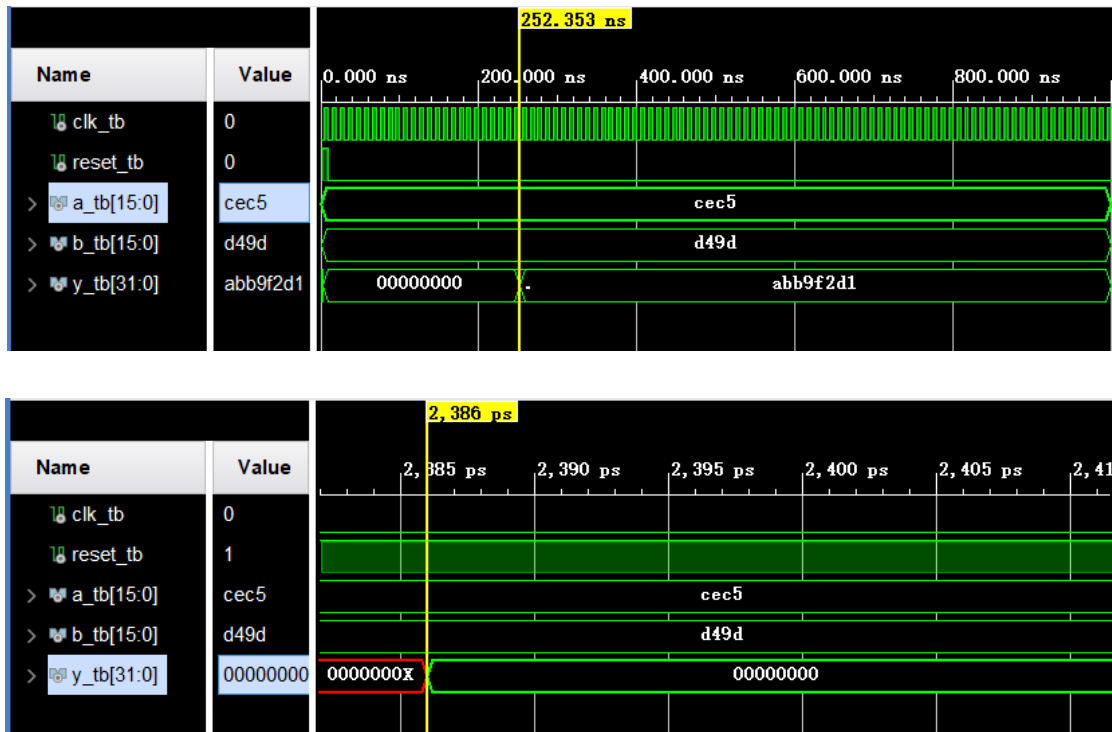 252.353 ns
Name Value 0.000 ns 200.000 ns 400.000 ns 600.000 ns 800.000 ns
clk_tb 0
reset_tb 0
a_tb[15:0] cec5 cec5
b_tb[15:0] d49d d49d
y_tb[31:0] abb9f2d1 00000000 . abb9f2d1
2,386 ps
Name Value 2,385 ps 2,390 ps 2,395 ps 2,400 ps 2,405 ps 2,41
clk_tb 0
reset_tb 1
a_tb[15:0] cec5 cec5
b_tb[15:0] d49d d49d
y_tb[31:0] 00000000 0000000X 00000000